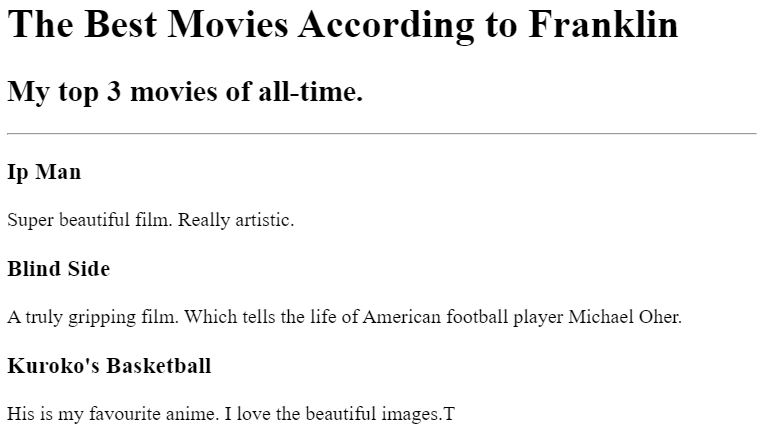 The Best Movies According to Franklin
My top 3 movies of all-time.
Ip Man
Super beautiful film. Really artistic.
Blind Side
A truly gripping film. Which tells the life of American football player Michael Oher.
Kuroko's Basketball
His is my favourite anime. I love the beautiful images.T